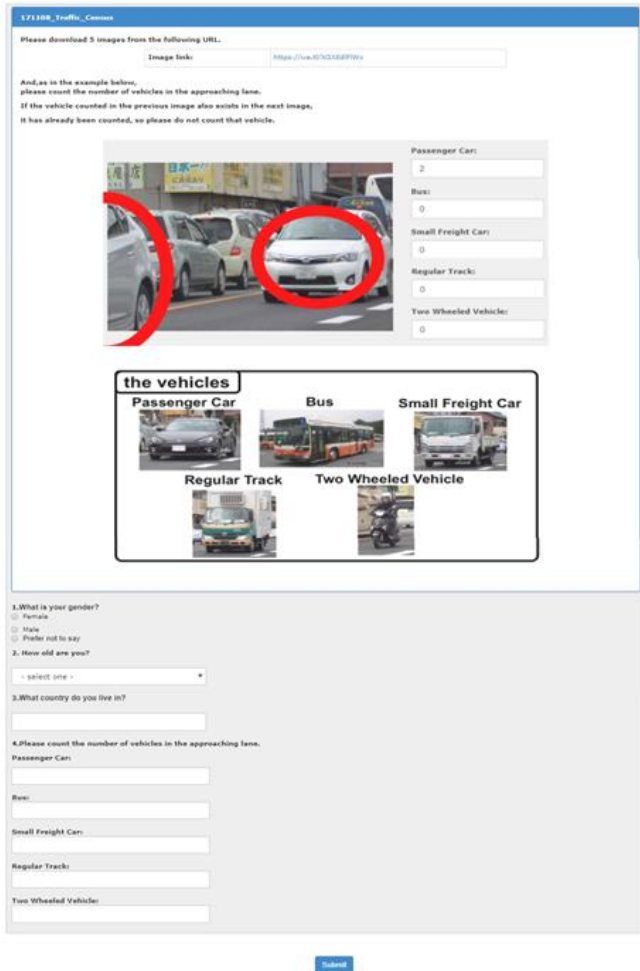 171108_Traffic_Census
Please download 5 images from the following URL.
Image link:
And,as in the example below,
please count the number of vehicles in the approaching lane.
If the vehicle counted in the previous image also exists in the next image,
it has already been counted, so please do not count that vehicle.
Passenger Car:
2
Bus:
0
Small Freight Car:
0
Regular Track:
0
Two Wheeled Vehicle:
0
the vehicles
Passenger Car
Bus
Small Freight Car
Regular Track
Two Wheeled Vehicle
1.What is your gender?
Female
Male
Prefer not to say
2. How old are you?
- select one -
3.What country do you live in?
4.Please count the number of vehicles in the approaching lane.
Passenger Car:
Bus:
Small Freight Car:
Regular Track:
Two Wheeled Vehicle:
Submit